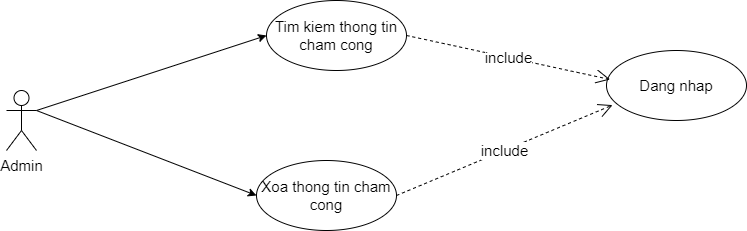 Tim kiem thong tin
cham cong
include
Dang nhap
Admin
include
Xoa thong tin cham
cong